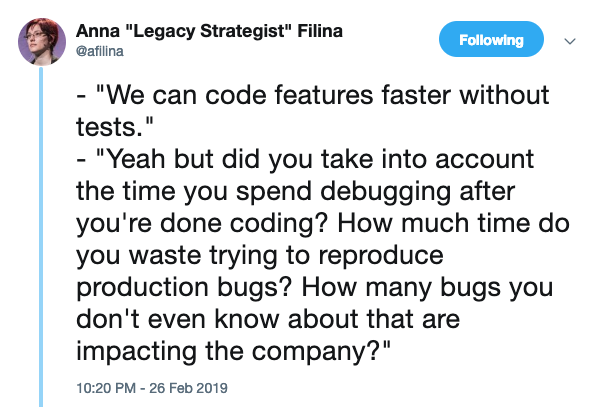 Anna "Legacy Strategist" Filina
@afilina
Following
- "We can code features faster without
tests."
- "Yeah but did you take into account
the time you spend debugging after
you're done coding? How much time do
you waste trying to reproduce
production bugs? How many bugs you
don't even know about that are
impacting the company?"
10:20 PM - 26 Feb 2019